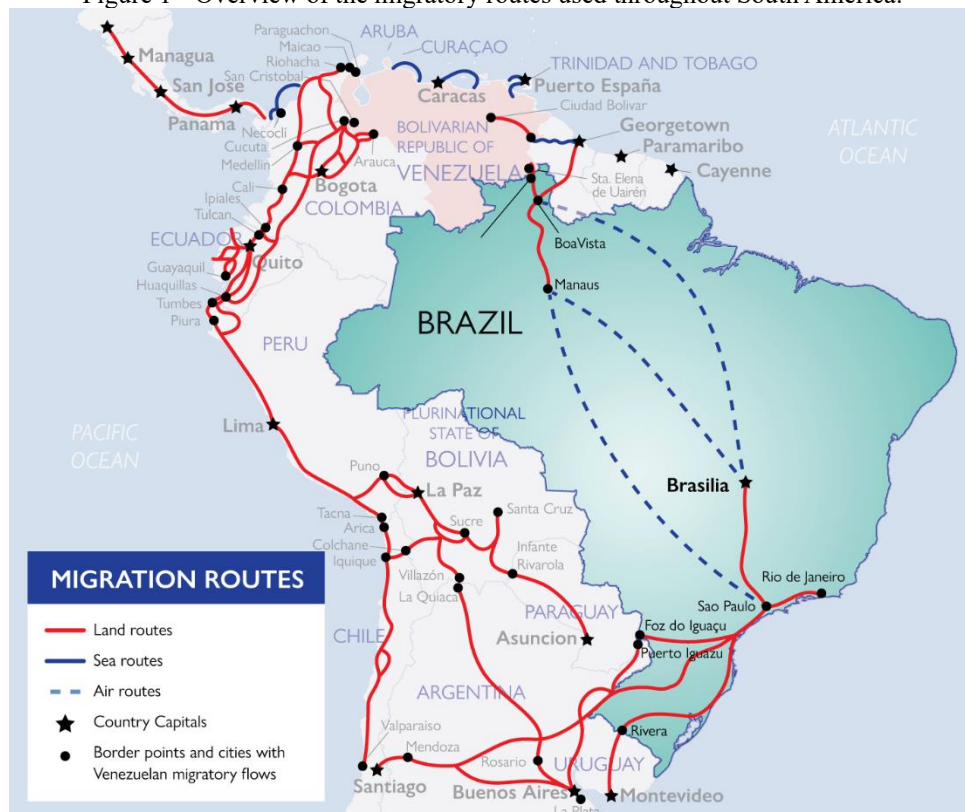 Figure 1 - Overview of the migratory routes used throughout South America.
Paraguachon
Maicao
Riohacha
San Cristobal
ARUBA
CURAÇAO
TRINIDAD AND TOBAGO
Managua
San Jose
Panama
Caracas
Puerto España
Ciudad Bolivar
Necoclí
Cucuta
Medellin
Arauca
BOLIVARIAN
REPUBLIC OF
VENEZUELA
Georgetown
Paramaribo
Cayenne
ATLANTIC
OCEAN
Sta. Elena
de Uairén
Cali
Ipiales
Tulcan
Bogota
COLOMBIA
ECUADOR
Quito
BoaVista
Guayaquil
Huaquillas
Tumbes
Piura
Manaus
BRAZIL
PERU
Lima
PACIFIC
OCEAN
PLURINATIONAL
STATE OF
BOLIVIA
Puno
La Paz
Brasilia
Tacna
Arica
Colchane
Iquique
Sucre
Santa Cruz
Infante
Rivarola
Villazón
La Quiaca
PARAGUAY
Asuncion
Rio de Janeiro
Sao Paulo
Foz do Iguaçu
Puerto Iguazu
CHILE
ARGENTINA
Valparaiso
Mendoza
Santiago
Rosario
Buenos Aires
La Plata
Rivera
URUGUAY
Montevideo
MIGRATION ROUTES
Land routes
Sea routes
Air routes
Country Capitals
Border points and cities with
Venezuelan migratory flows